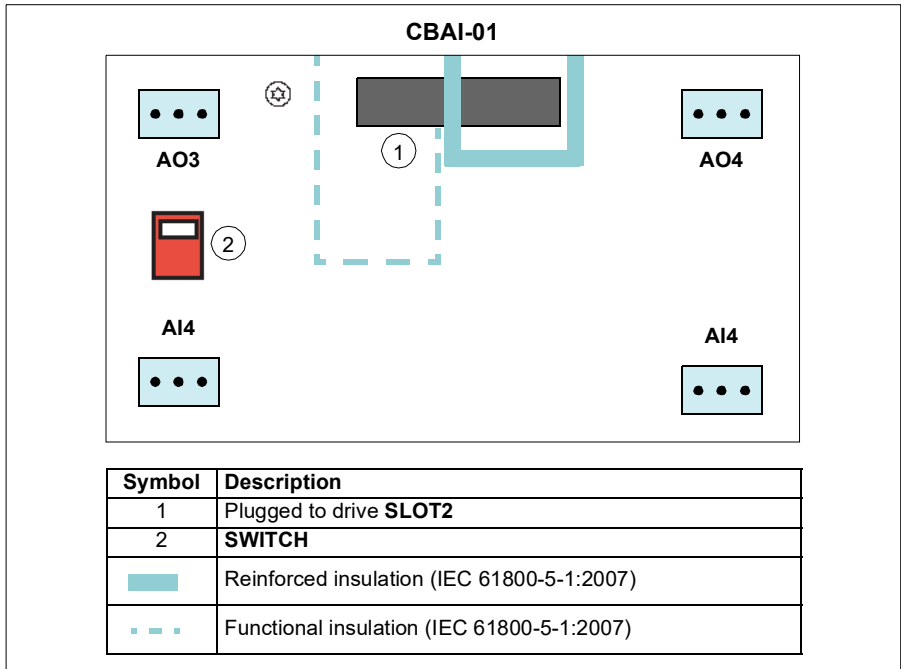 CBAI-01
1
AO3
AO4
2
AI4
AI4
Symbol Description
1 Plugged to drive SLOT2
2 SWITCH
Reinforced insulation (IEC 61800-5-1:2007)
Functional insulation (IEC 61800-5-1:2007)